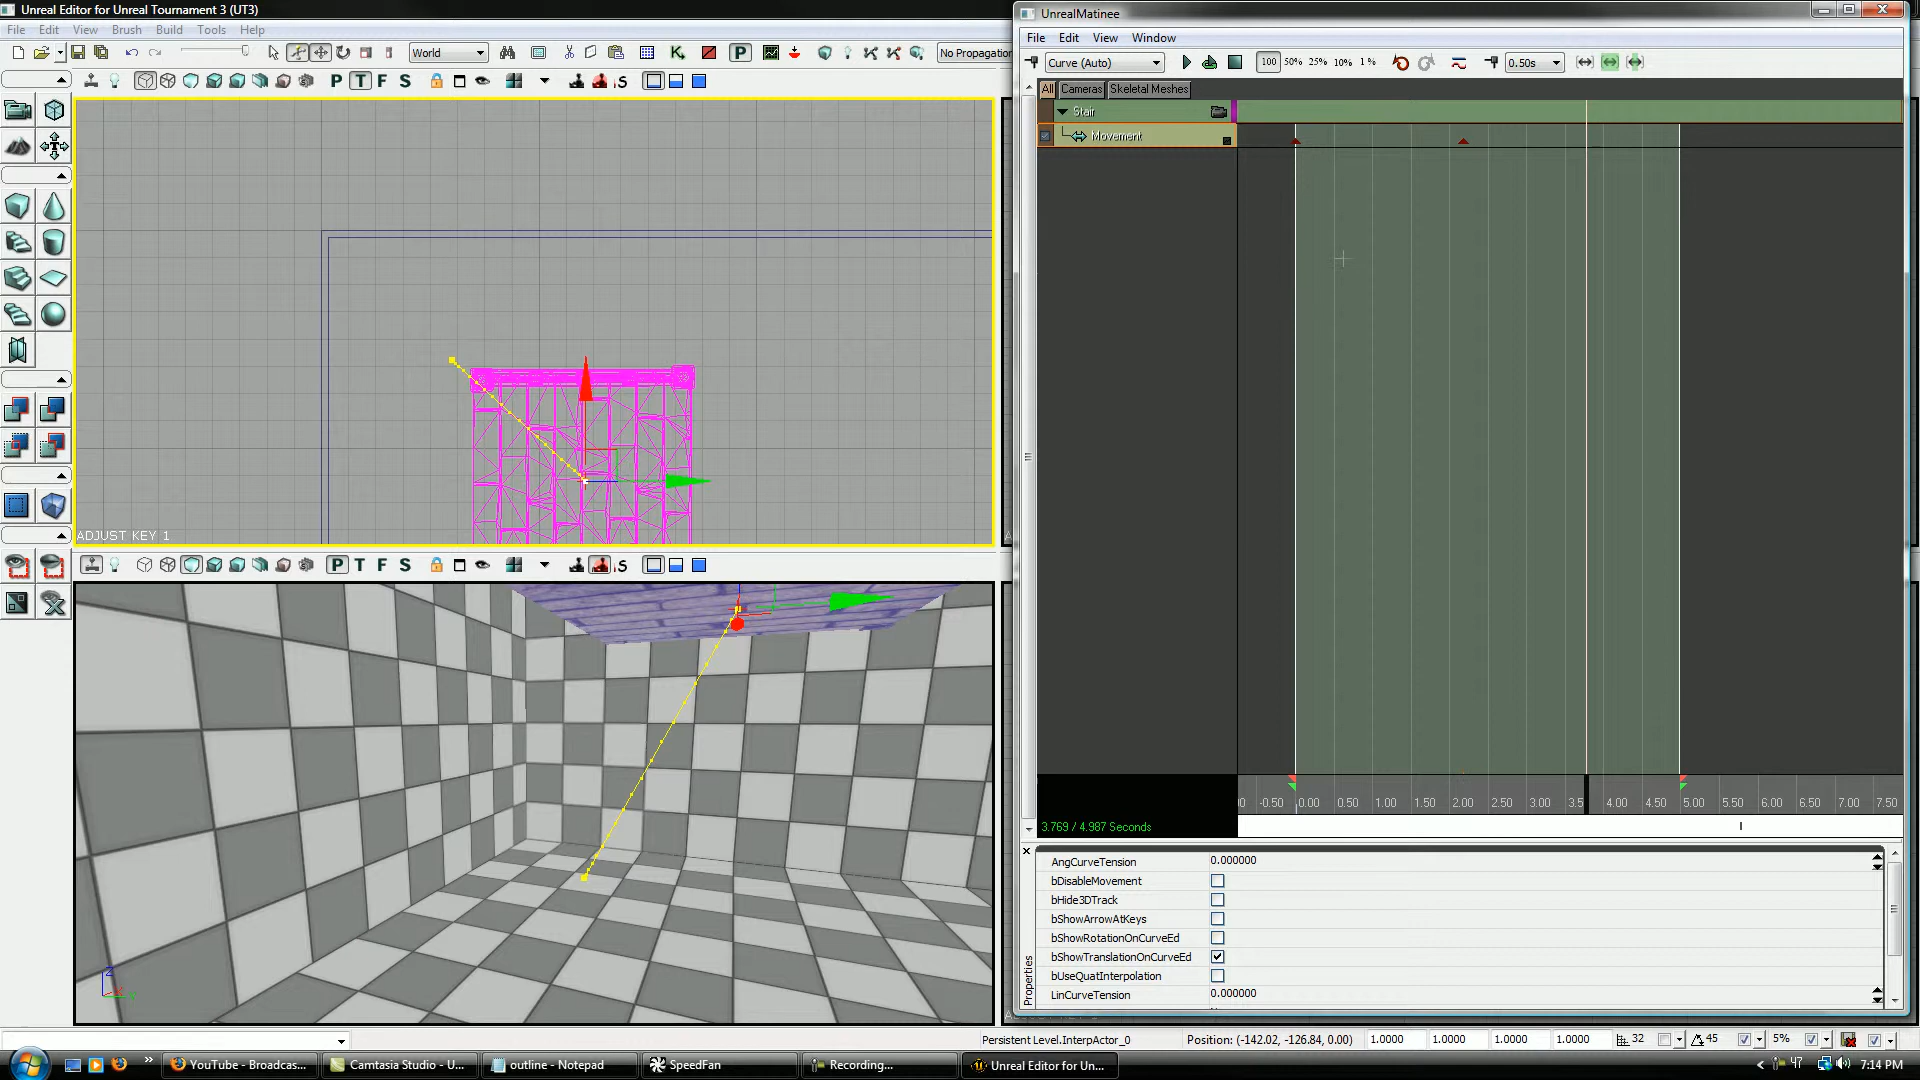 Unreal Editor for Unreal Tournament 3 (UT3)
File Edit View Brush Build Tools Help
World
No Propagation
P T F S
ADJUST KEY 1
P T F S
UnrealMatinee
File Edit View Window
Curve (Auto)
100 50% 25% 10% 1%
0.50s
All Cameras Skeletal Meshes
Stair
Movement
-0.50 0.00 0.50 1.00 1.50 2.00 2.50 3.00 3.5 4.00 4.50 5.00 5.50 6.00 6.50 7.00 7.50
3.769 / 4.987 Seconds
Properties
AngCurveTension 0.000000
bDisableMovement
bHide3DTrack
bShowArrowAtKeys
bShowRotationOnCurveEd
bShowTranslationOnCurveEd
bUseQuatInterpolation
LinCurveTension 0.000000
Persistent Level.InterpActor_0 Position: (-142.02, -126.84, 0.00) 1.0000 1.0000 1.0000 1.0000 32 45 5%
YouTube - Broadcas... Camtasia Studio - U... outline - Notepad SpeedFan Recording... Unreal Editor for Un... 47 7:14 PM